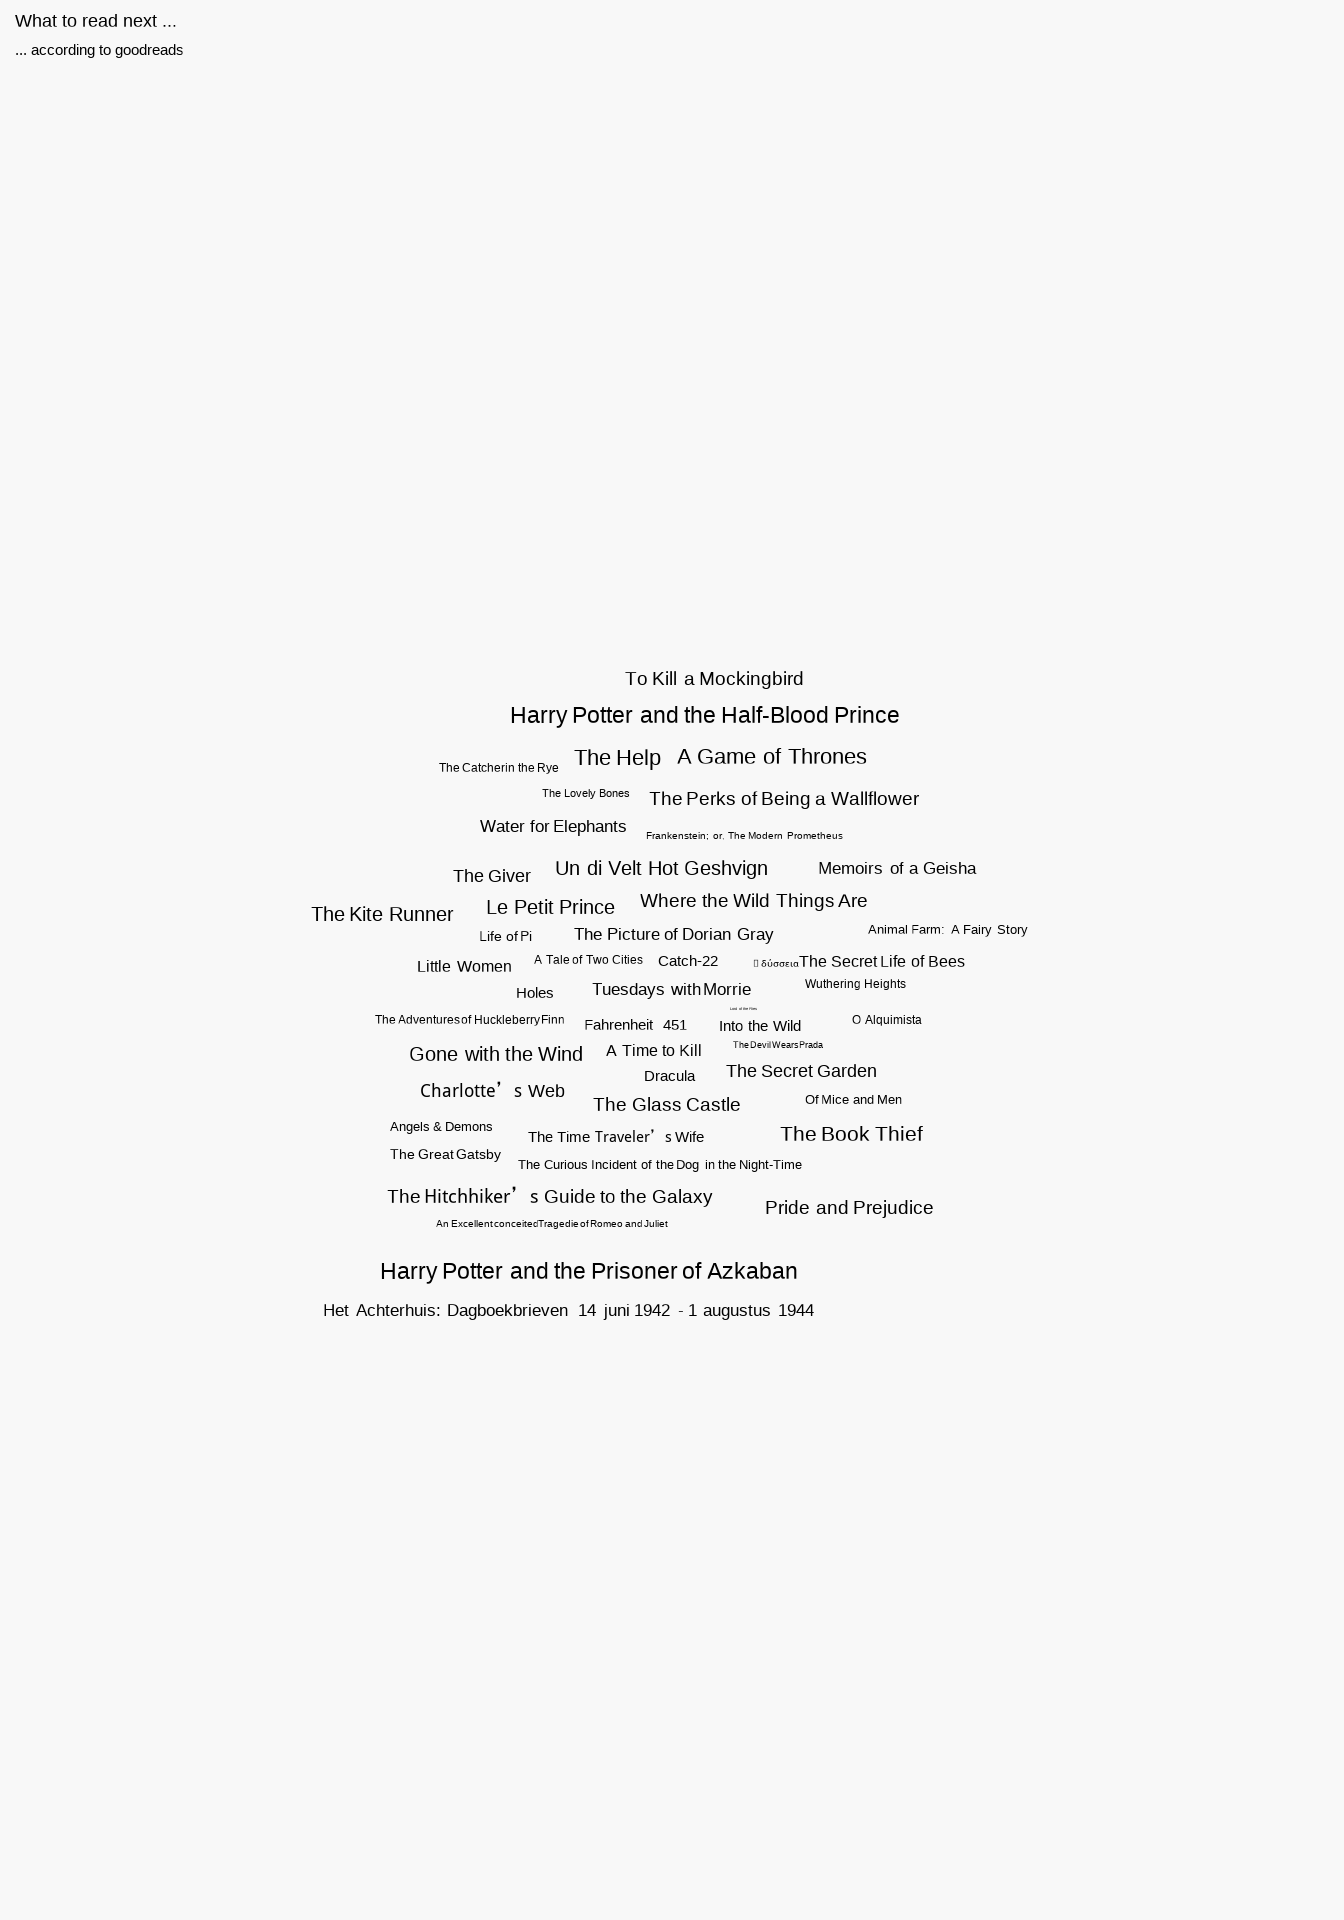 What to read next ...
... according to goodreads
To Kill a Mockingbird
Harry Potter and the Half-Blood Prince
The Help
A Game of Thrones
The Catcher in the Rye
The Lovely Bones
The Perks of Being a Wallflower
Water for Elephants
Frankenstein; or. The Modern Prometheus
Un di Velt Hot Geshvign
Memoirs of a Geisha
The Giver
Where the Wild Things Are
Le Petit Prince
The Kite Runner
Animal Farm: A Fairy Story
The Picture of Dorian Gray
Life of Pi
A Tale of Two Cities
Catch-22
δύσσεια
The Secret Life of Bees
Little Women
Wuthering Heights
Tuesdays with Morrie
Holes
Lord of the Flies
The Adventures of Huckleberry Finn
Fahrenheit 451
Into the Wild
O Alquimista
The Devil Wears Prada
Gone with the Wind
A Time to Kill
The Secret Garden
Dracula
Charlotte’s Web
The Glass Castle
Of Mice and Men
Angels & Demons
The Time Traveler’s Wife
The Book Thief
The Great Gatsby
The Curious Incident of the Dog in the Night-Time
The Hitchhiker’s Guide to the Galaxy
Pride and Prejudice
An Excellent conceited Tragedie of Romeo and Juliet
Harry Potter and the Prisoner of Azkaban
Het Achterhuis: Dagboekbrieven 14 juni 1942 - 1 augustus 1944